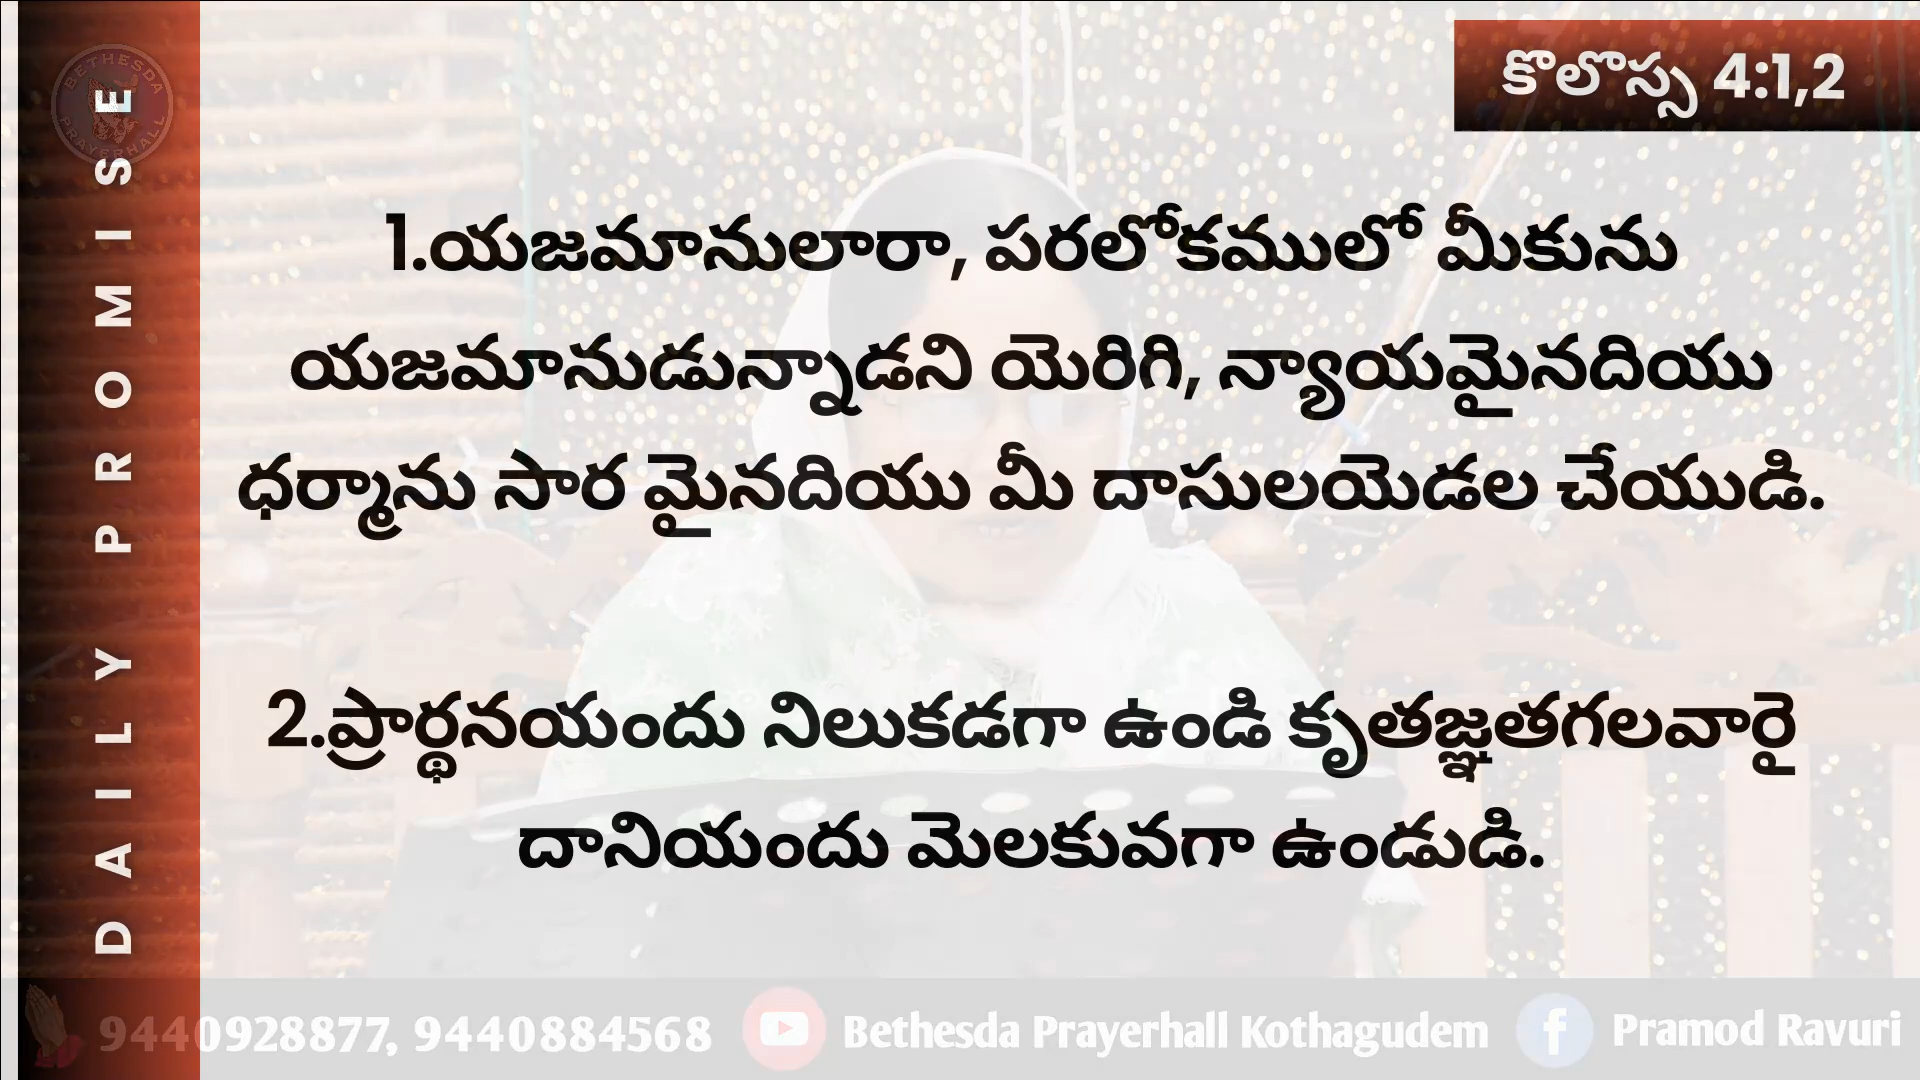 BETHESDA
PRAYERHALL
DAILY PROMISE
కొలొస్స 4:1,2
1.యజమానులారా, పరలోకములో మీకును
యజమానుడున్నాడని యెరిగి, న్యాయమైనదియు
ధర్మాను సార మైనదియు మీ దాసులయెడల చేయుడి.
2.ప్రార్థనయందు నిలుకడగా ఉండి కృతజ్ఞతగలవారై
దానియందు మెలకువగా ఉండుడి.
9440928877, 9440884568 Bethesda Prayerhall Kothagudem Pramod Ravuri